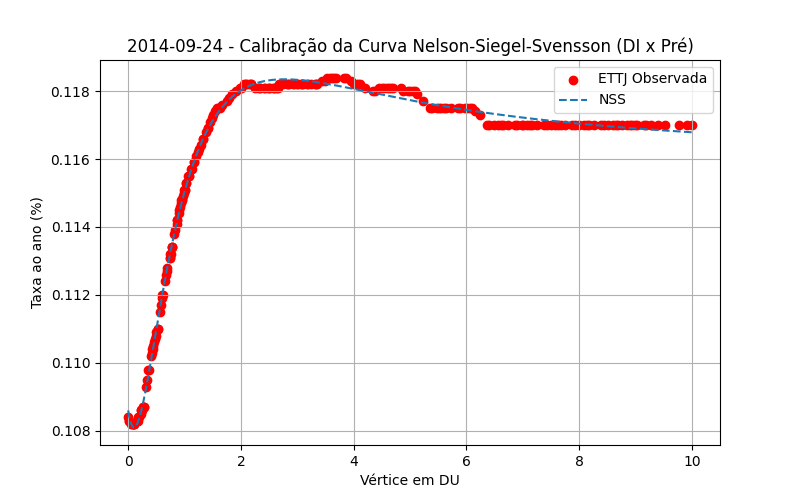 2014-09-24 - Calibração da Curva Nelson-Siegel-Svensson (DI x Pré)
ETTJ Observada
NSS
Taxa ao ano (%)
0.118
0.116
0.114
0.112
0.110
0.108
0 2 4 6 8 10
Vértice em DU